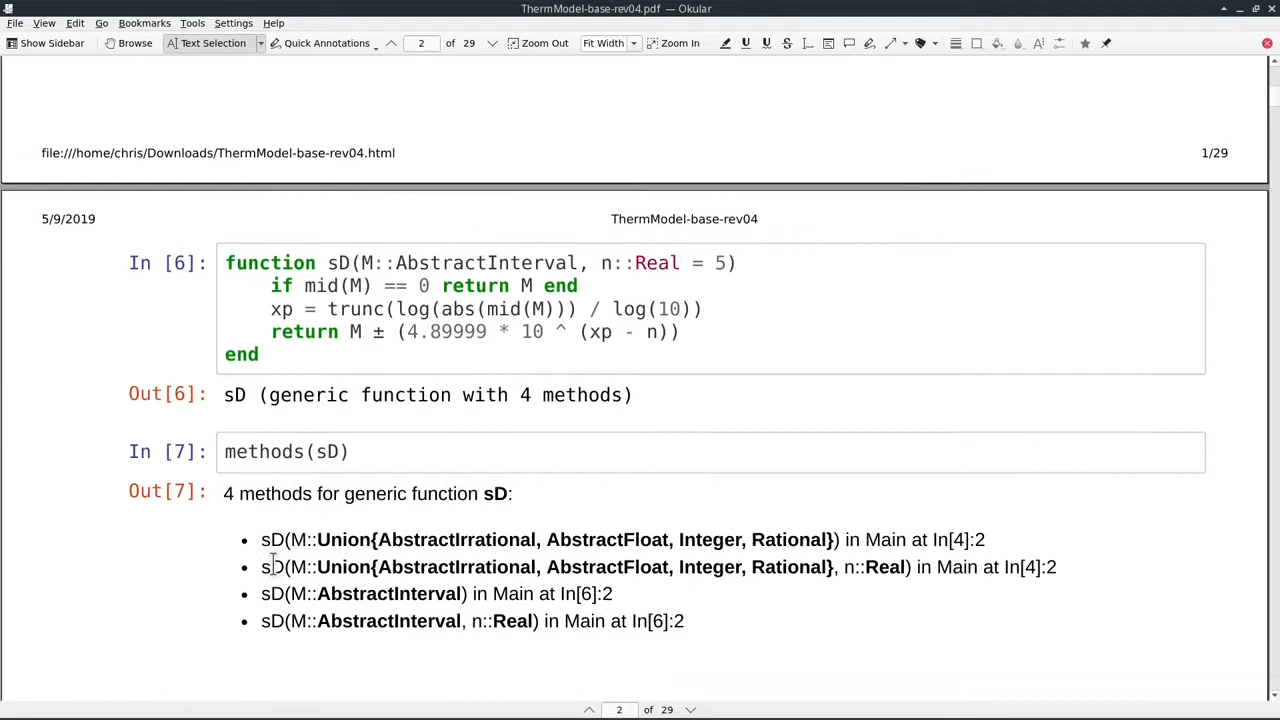 ThermModel-base-rev04.pdf — Okular
File View Edit Go Bookmarks Tools Settings Help
Show Sidebar Browse Text Selection Quick Annotations 2 of 29 Zoom Out Fit Width Zoom In
file:///home/chris/Downloads/ThermModel-base-rev04.html 1/29
5/9/2019 ThermModel-base-rev04
In [6]: function sD(M::AbstractInterval, n::Real = 5)
if mid(M) == 0 return M end
xp = trunc(log(abs(mid(M))) / log(10))
return M ± (4.89999 * 10 ^ (xp - n))
end
Out[6]: sD (generic function with 4 methods)
In [7]: methods(sD)
Out[7]: 4 methods for generic function sD:
• sD(M::Union{AbstractIrrational, AbstractFloat, Integer, Rational}) in Main at In[4]:2
• sD(M::Union{AbstractIrrational, AbstractFloat, Integer, Rational}, n::Real) in Main at In[4]:2
• sD(M::AbstractInterval) in Main at In[6]:2
• sD(M::AbstractInterval, n::Real) in Main at In[6]:2
2 of 29